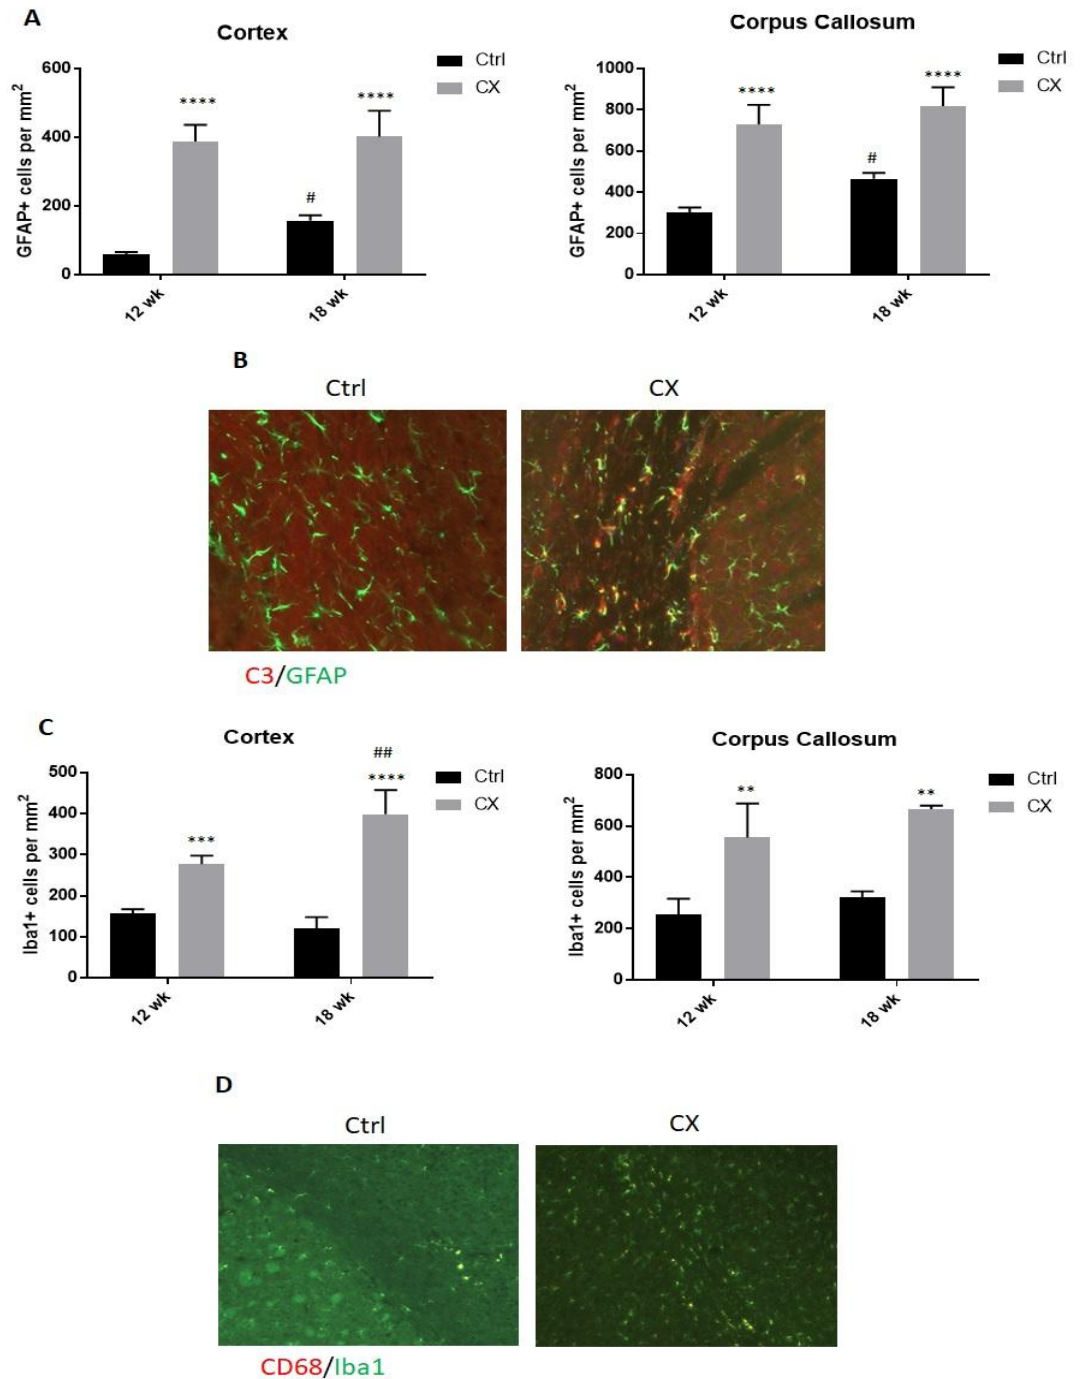 A
Cortex
Ctrl
CX
GFAP+ cells per mm²
600
400
200
0
****
#
****
12 wk
18 wk
Corpus Callosum
Ctrl
CX
GFAP+ cells per mm²
1000
800
600
400
200
0
****
#
****
12 wk
18 wk
B
Ctrl
CX
C3/GFAP
C
Cortex
Ctrl
CX
Iba1+ cells per mm²
500
400
300
200
100
0
***
##
****
12 wk
18 wk
Corpus Callosum
Ctrl
CX
Iba1+ cells per mm²
800
600
400
200
0
**
**
12 wk
18 wk
D
Ctrl
CX
CD68/Iba1